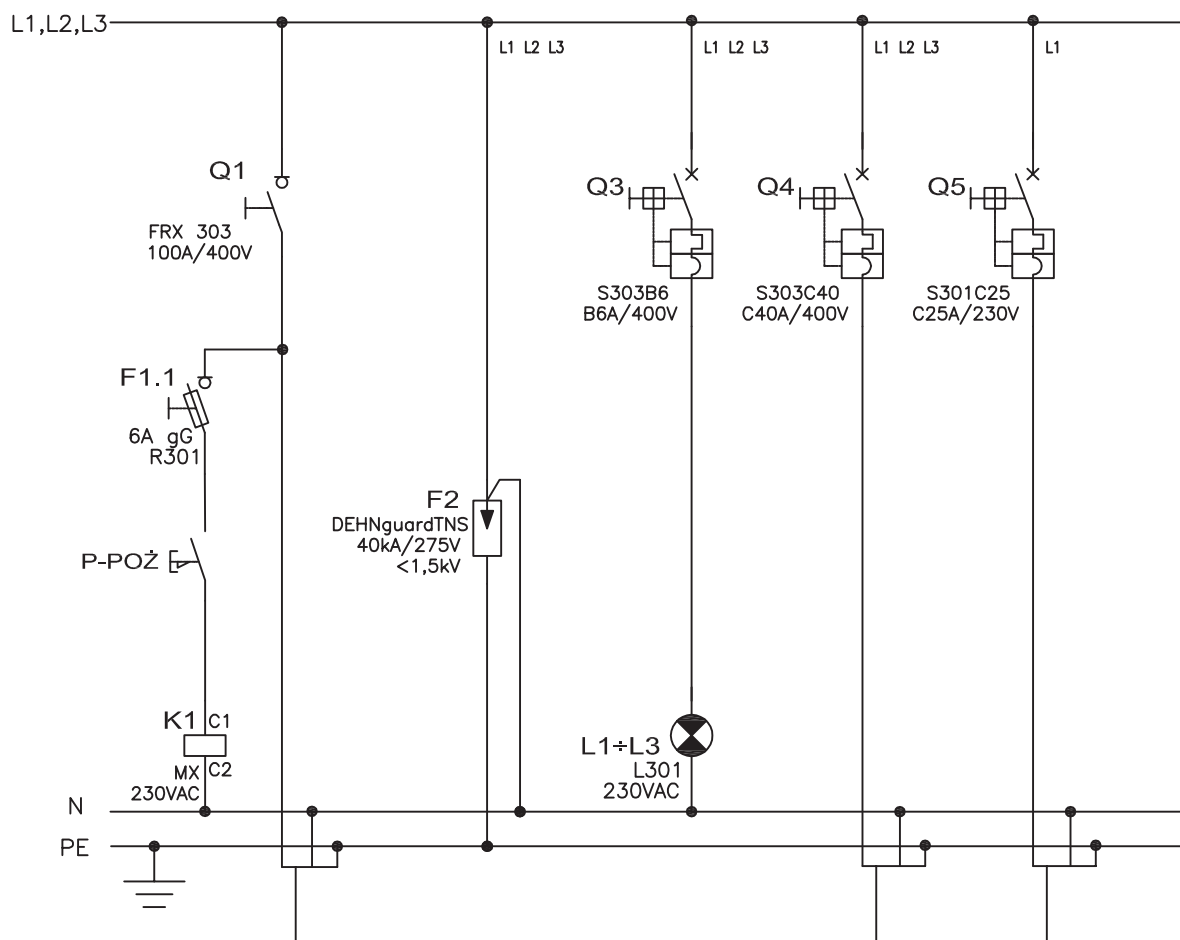 L1,L2,L3
L1 L2 L3
L1 L2 L3
L1 L2 L3
L1
Q1
FRX 303
100A/400V
Q3
S303B6
B6A/400V
Q4
S303C40
C40A/400V
Q5
S301C25
C25A/230V
F1.1
6A gG
R301
F2
DEHNguardTNS
40kA/275V
<1,5kV
P-POŻ
K1 C1
MX C2
230VAC
L1÷L3
L301
230VAC
N
PE